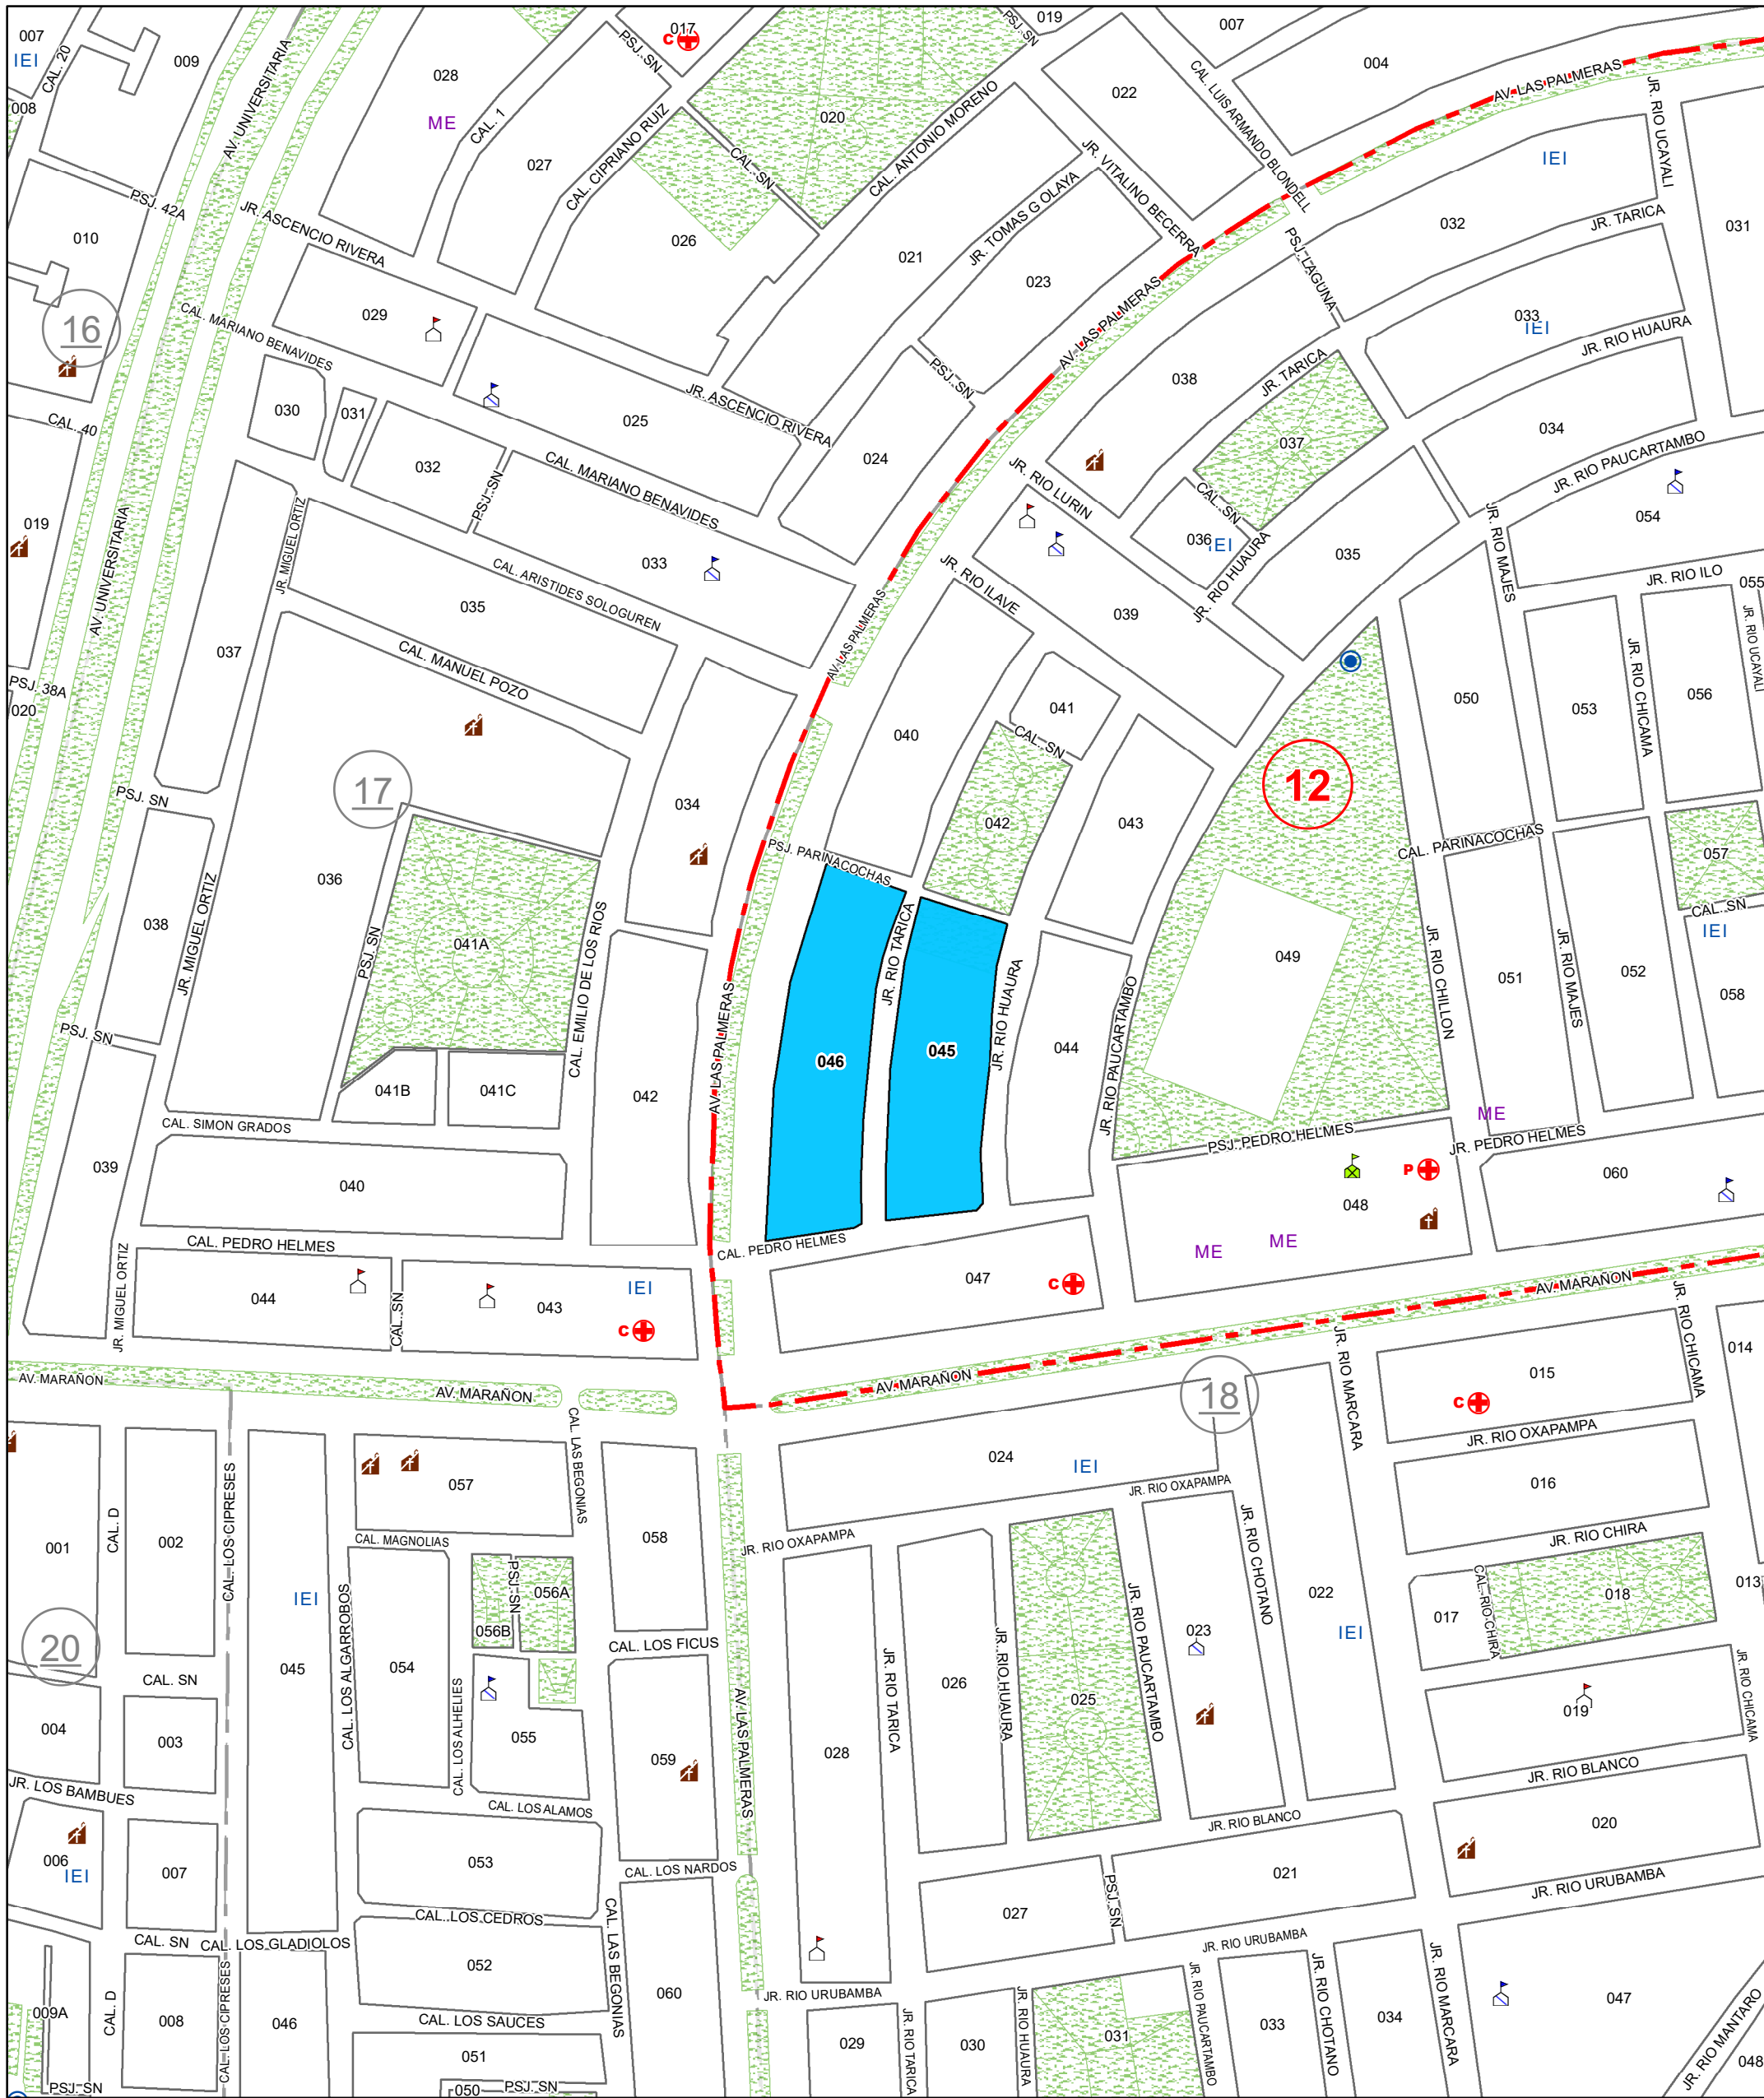 007
IEI
CAL. 20
009
008
AV. UNIVERSITARIA
028
ME
CAL. 1
027
PSJ. SN
017
C
020
PSJ. SN
019
007
004
022
CAL. LUIS ARMANDO BLONDELL
AV. LAS PALMERAS
JR. RIO UCAYALI
IEI
CAL. CIPRIANO RUIZ
CAL. SN
CAL. ANTONIO MORENO
JR. VITALINO BECERRA
PSJ. 42A
JR. ASCENCIO RIVERA
010
026
021
JR. TOMAS G OLAYA
023
032
JR. TARICA
031
PSJ. LAGUNA
16
029
CAL. MARIANO BENAVIDES
AV. LAS PALMERAS
033
IEI
JR. RIO HUAURA
PSJ. SN
038
JR. TARICA
030
031
025
JR. ASCENCIO RIVERA
CAL. 40
024
037
034
JR. RIO PAUCARTAMBO
032
PSJ. SN
CAL. MARIANO BENAVIDES
JR. RIO LURIN
CAL. SN
019
JR. MIGUEL ORTIZ
033
036
IEI
035
054
JR. RIO MAJES
AV. UNIVERSITARIA
CAL. ARISTIDES SOLOGUREN
JR. RIO ILAVE
JR. RIO HUAURA
JR. RIO ILO
055
035
039
JR. RIO UCAYALI
037
CAL. MANUEL POZO
AV. LAS PALMERAS
JR. RIO CHICAMA
PSJ. 38A
020
050
053
056
041
040
CAL. SN
17
12
PSJ. SN
034
042
043
CAL. PARINACOCHAS
057
PSJ. PARINACOCHAS
036
038
JR. MIGUEL ORTIZ
PSJ. SN
041A
CAL. EMILIO DE LOS RIOS
JR. RIO TARICA
CAL. SN
IEI
JR. RIO HUAURA
049
JR. RIO CHILLON
051
JR. RIO MAJES
052
058
PSJ. SN
AV. LAS PALMERAS
046
045
044
JR. RIO PAUCARTAMBO
041B
041C
042
CAL. SIMON GRADOS
ME
PSJ. PEDRO HELMES
JR. PEDRO HELMES
039
040
P
060
048
CAL. PEDRO HELMES
CAL. PEDRO HELMES
ME
ME
JR. MIGUEL ORTIZ
044
CAL. SN
043
IEI
C
047
C
AV. MARAÑON
JR. RIO CHICAMA
AV. MARAÑON
AV. MARAÑON
AV. MARAÑON
18
JR. RIO MARCARA
015
014
C
CAL. LAS BEGONIAS
JR. RIO OXAPAMPA
024
IEI
057
JR. RIO OXAPAMPA
016
001
CAL. D
002
CAL. LOS CIPRESES
CAL. MAGNOLIAS
058
JR. RIO OXAPAMPA
JR. RIO CHOTANO
JR. RIO CHIRA
IEI
CAL. LOS ALGARROBOS
PSJ. SN
056A
056B
JR. RIO PAUCARTAMBO
022
CAL. RIO CHIRA
018
013
017
20
CAL. LOS FICUS
023
IEI
045
054
JR. RIO TARICA
026
JR. RIO HUAURA
CAL. SN
025
JR. RIO CHICAMA
004
003
CAL. LOS ALHELIES
055
059
AV. LAS PALMERAS
028
019
JR. LOS BAMBUES
CAL. LOS ALAMOS
JR. RIO BLANCO
JR. RIO BLANCO
020
006
IEI
007
053
CAL. LOS NARDOS
021
JR. RIO URUBAMBA
CAL. LOS CEDROS
027
PSJ. SN
CAL. SN
CAL. LOS GLADIOLOS
JR. RIO URUBAMBA
052
CAL. LAS BEGONIAS
060
JR. RIO URUBAMBA
009A
CAL. D
008
CAL. LOS CIPRESES
046
CAL. LOS SAUCES
029
JR. RIO TARICA
030
JR. RIO HUAURA
031
JR. RIO PAUCARTAMBO
033
JR. RIO CHOTANO
034
JR. RIO MARCARA
047
JR. RIO MANTARO
048
051
PSJ. SN
050
PSJ. SN